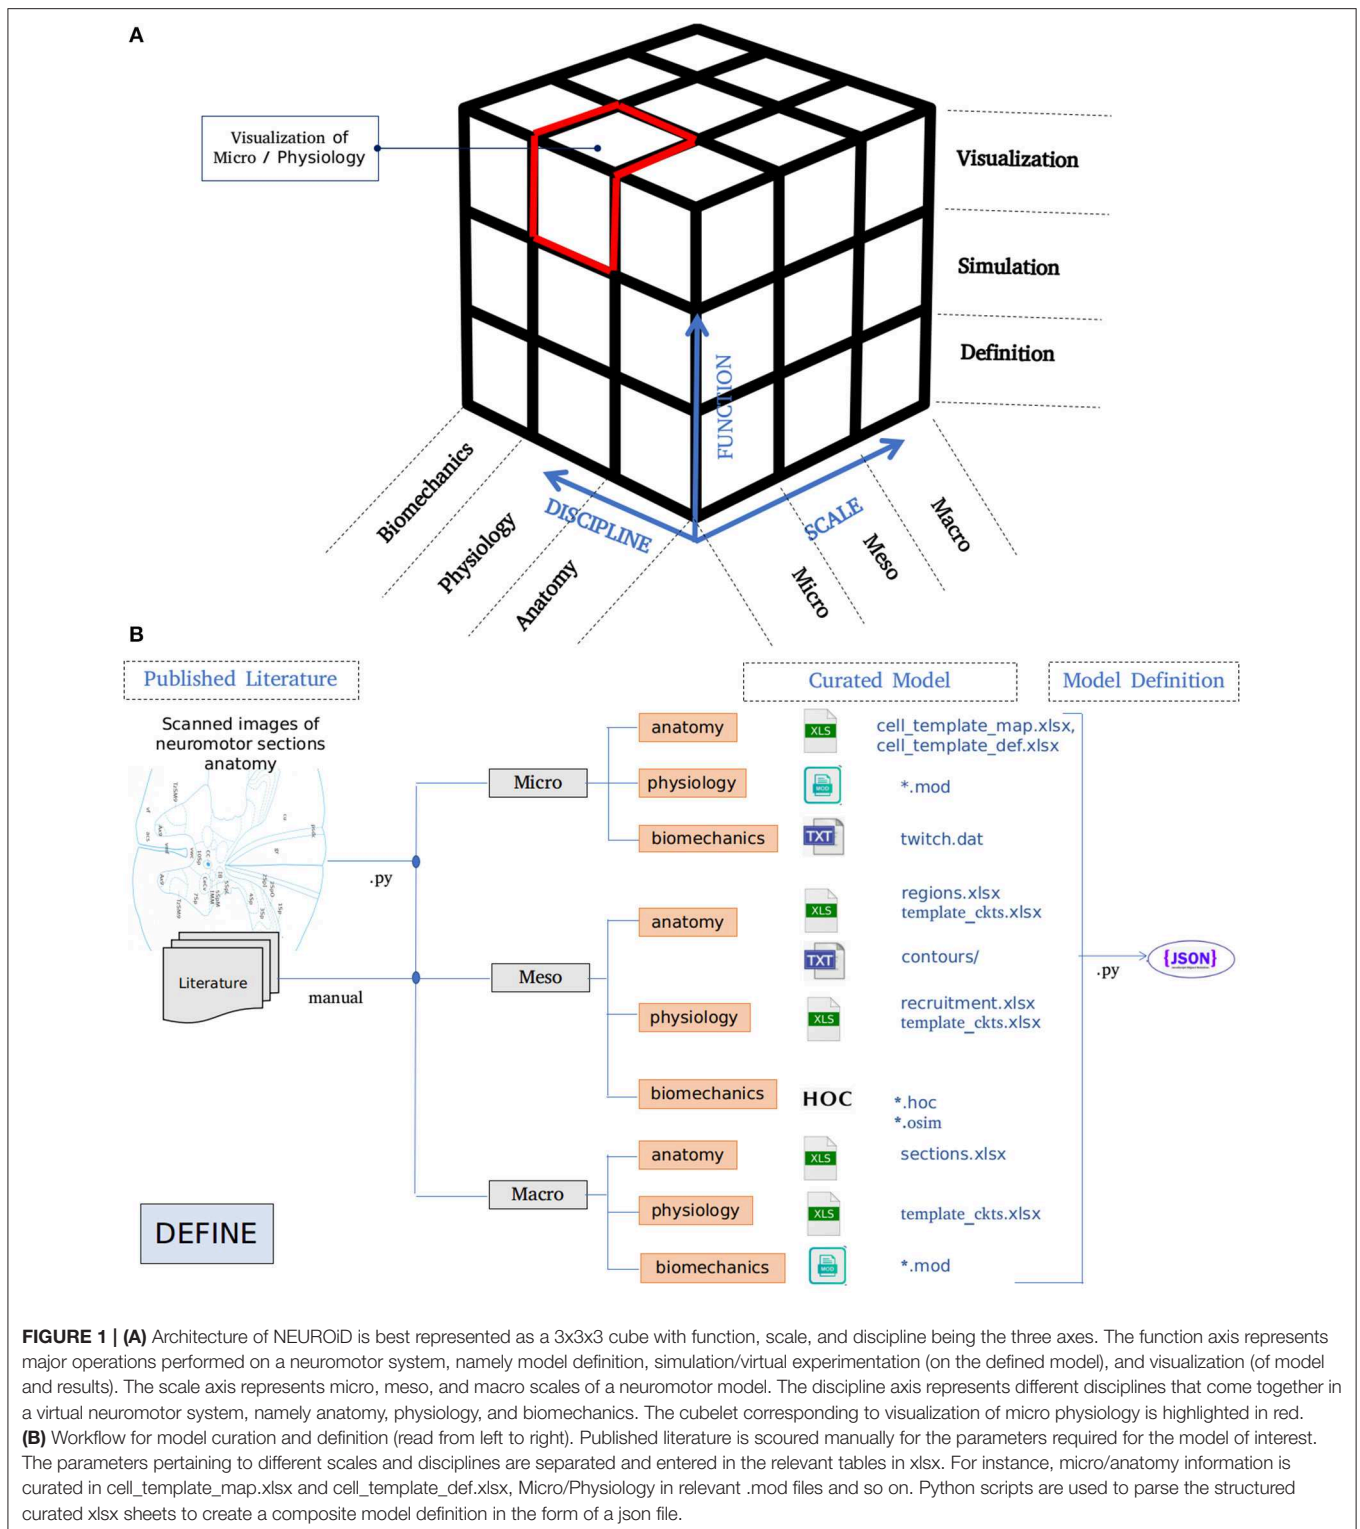 A
Visualization of
Micro / Physiology
Visualization
Simulation
Definition
FUNCTION
DISCIPLINE
SCALE
Biomechanics
Physiology
Anatomy
Micro
Meso
Macro
B
Published Literature
Curated Model
Model Definition
Scanned images of
neuromotor sections
anatomy
Literature
.py
manual
Micro
anatomy
XLS
cell_template_map.xlsx,
cell_template_def.xlsx
physiology
MOD
*.mod
biomechanics
TXT
twitch.dat
Meso
anatomy
XLS
regions.xlsx
template_ckts.xlsx
TXT
contours/
physiology
XLS
recruitment.xlsx
template_ckts.xlsx
biomechanics
HOC
*.hoc
*.osim
Macro
anatomy
XLS
sections.xlsx
physiology
XLS
template_ckts.xlsx
biomechanics
MOD
*.mod
.py
{JSON}
DEFINE
FIGURE 1 | (A) Architecture of NEUROiD is best represented as a 3x3x3 cube with function, scale, and discipline being the three axes. The function axis represents
major operations performed on a neuromotor system, namely model definition, simulation/virtual experimentation (on the defined model), and visualization (of model
and results). The scale axis represents micro, meso, and macro scales of a neuromotor model. The discipline axis represents different disciplines that come together in
a virtual neuromotor system, namely anatomy, physiology, and biomechanics. The cubelet corresponding to visualization of micro physiology is highlighted in red.
(B) Workflow for model curation and definition (read from left to right). Published literature is scoured manually for the parameters required for the model of interest.
The parameters pertaining to different scales and disciplines are separated and entered in the relevant tables in xlsx. For instance, micro/anatomy information is
curated in cell_template_map.xlsx and cell_template_def.xlsx, Micro/Physiology in relevant .mod files and so on. Python scripts are used to parse the structured
curated xlsx sheets to create a composite model definition in the form of a json file.